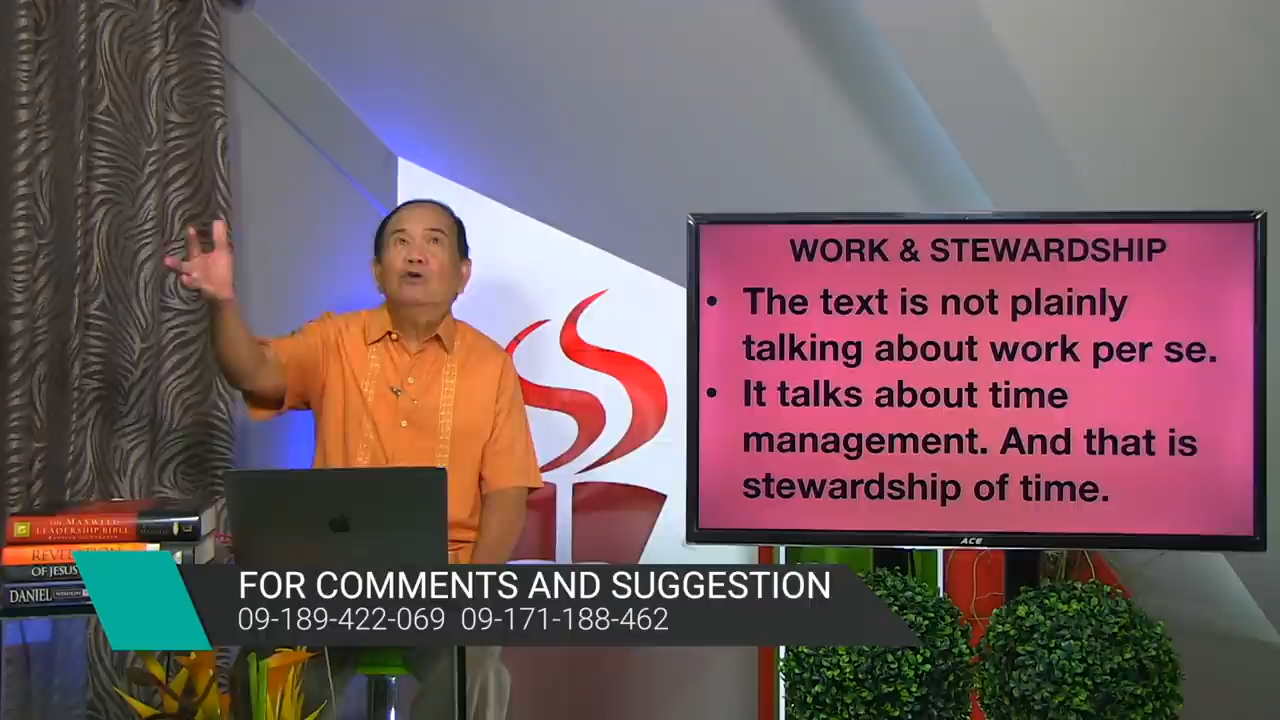 WORK & STEWARDSHIP
• The text is not plainly
talking about work per se.
• It talks about time
management. And that is
stewardship of time.
ACE
THE MAXWELL
LEADERSHIP BIBLE
OF JESUS
DANIEL
FOR COMMENTS AND SUGGESTION
09-189-422-069 09-171-188-462